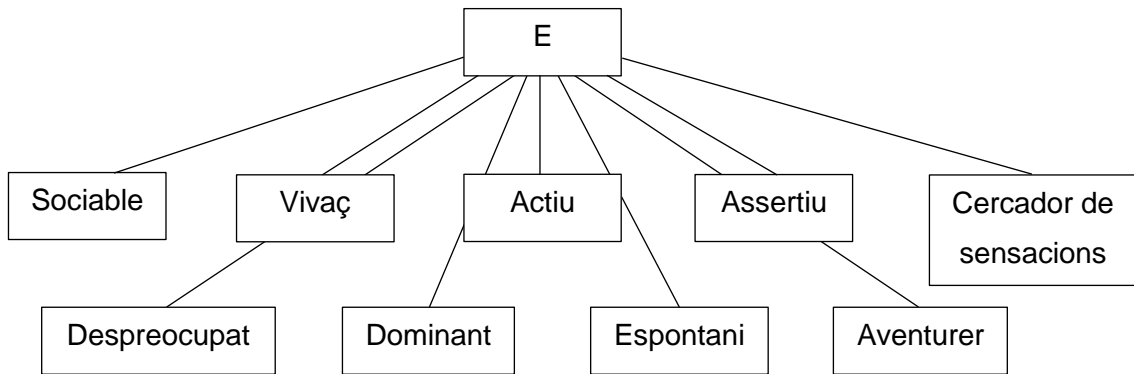 E
Sociable
Vivaç
Actiu
Assertiu
Cercador de
sensacions
Despreocupat
Dominant
Espontani
Aventurer